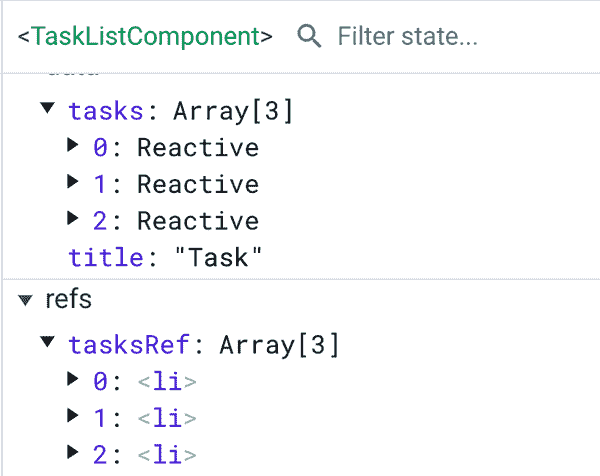 <TaskListComponent> Filter state...
▼ tasks: Array[3]
▶ 0: Reactive
▶ 1: Reactive
▶ 2: Reactive
title: "Task"
▼ refs
▼ tasksRef: Array[3]
▶ 0: <li>
▶ 1: <li>
▶ 2: <li>